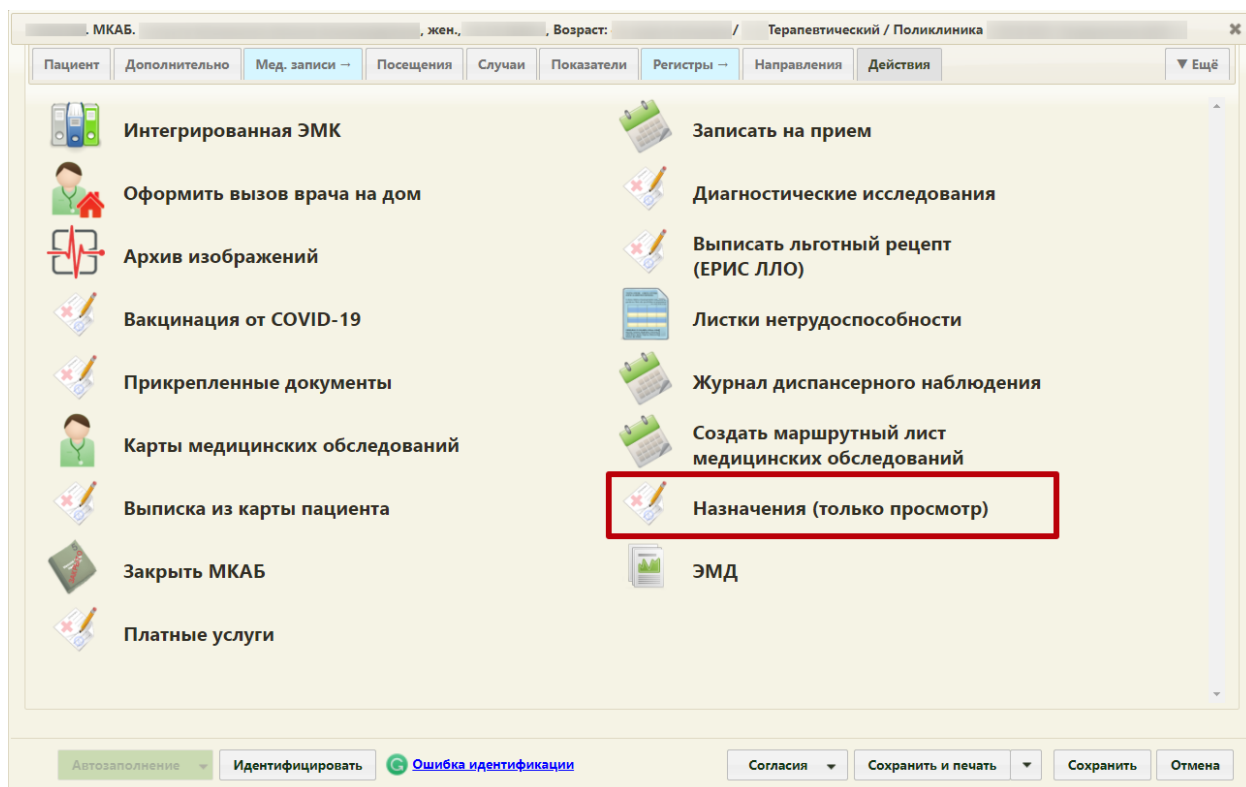 . МКАБ. , жен., , Возраст: / Терапевтический / Поликлиника
Пациент Дополнительно Мед. записи → Посещения Случаи Показатели Регистры → Направления Действия ▼ Ещё
Интегрированная ЭМК
Записать на прием
Оформить вызов врача на дом
Диагностические исследования
Архив изображений
Выписать льготный рецепт
(ЕРИС ЛЛО)
Вакцинация от COVID-19
Листки нетрудоспособности
Прикрепленные документы
Журнал диспансерного наблюдения
Карты медицинских обследований
Создать маршрутный лист
медицинских обследований
Выписка из карты пациента
Назначения (только просмотр)
Закрыть МКАБ
ЭМД
Платные услуги
Автозаполнение Идентифицировать Ошибка идентификации Согласия Сохранить и печать Сохранить Отмена